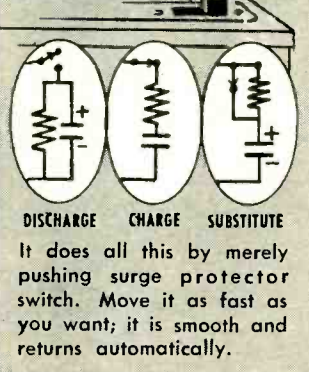 +
+
-
-
DISCHARGE CHARGE SUBSTITUTE
It does all this by merely
pushing surge protector
switch. Move it as fast as
you want; it is smooth and
returns automatically.